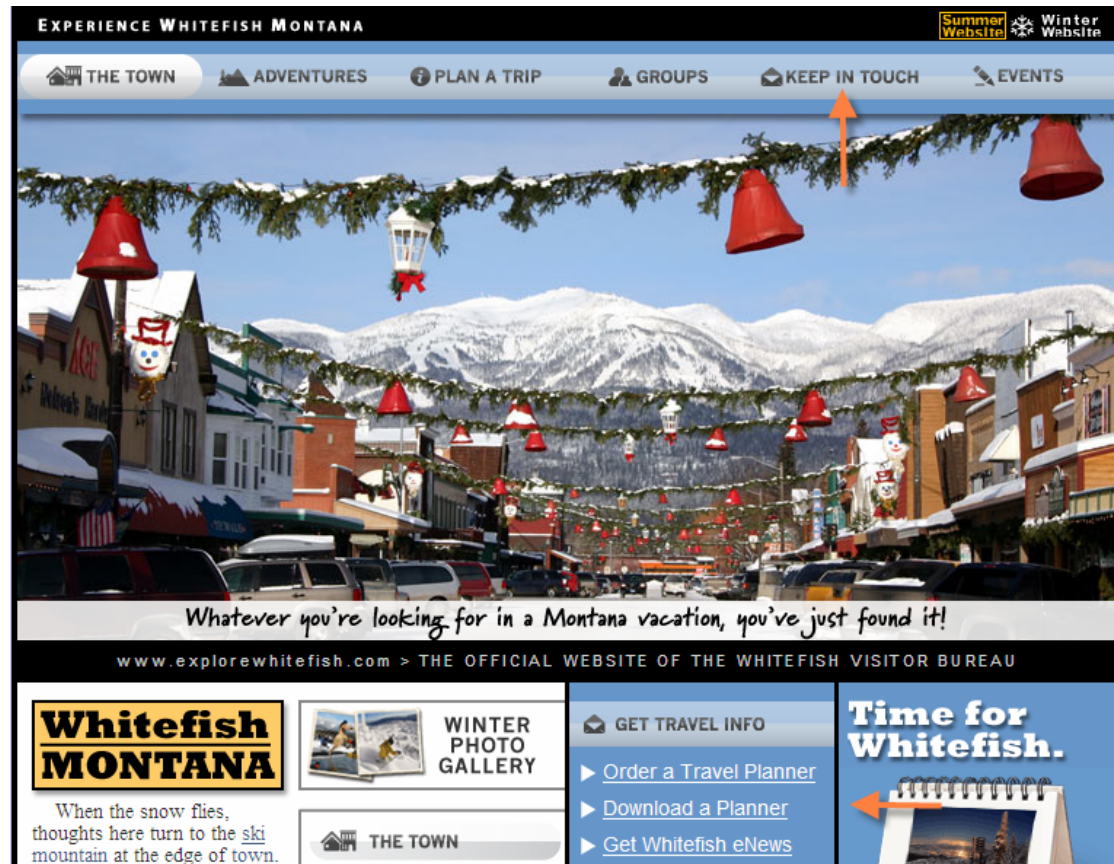 EXPERIENCE WHITEFISH MONTANA
Summer Website
Winter Website
THE TOWN
ADVENTURES
PLAN A TRIP
GROUPS
KEEP IN TOUCH
EVENTS
ACE
Whatever you're looking for in a Montana vacation, you've just found it!
www.explorewhitefish.com > THE OFFICIAL WEBSITE OF THE WHITEFISH VISITOR BUREAU
Whitefish
MONTANA
When the snow flies,
thoughts here turn to the ski
mountain at the edge of town.
WINTER
PHOTO
GALLERY
THE TOWN
GET TRAVEL INFO
Order a Travel Planner
Download a Planner
Get Whitefish eNews
Time for
Whitefish.